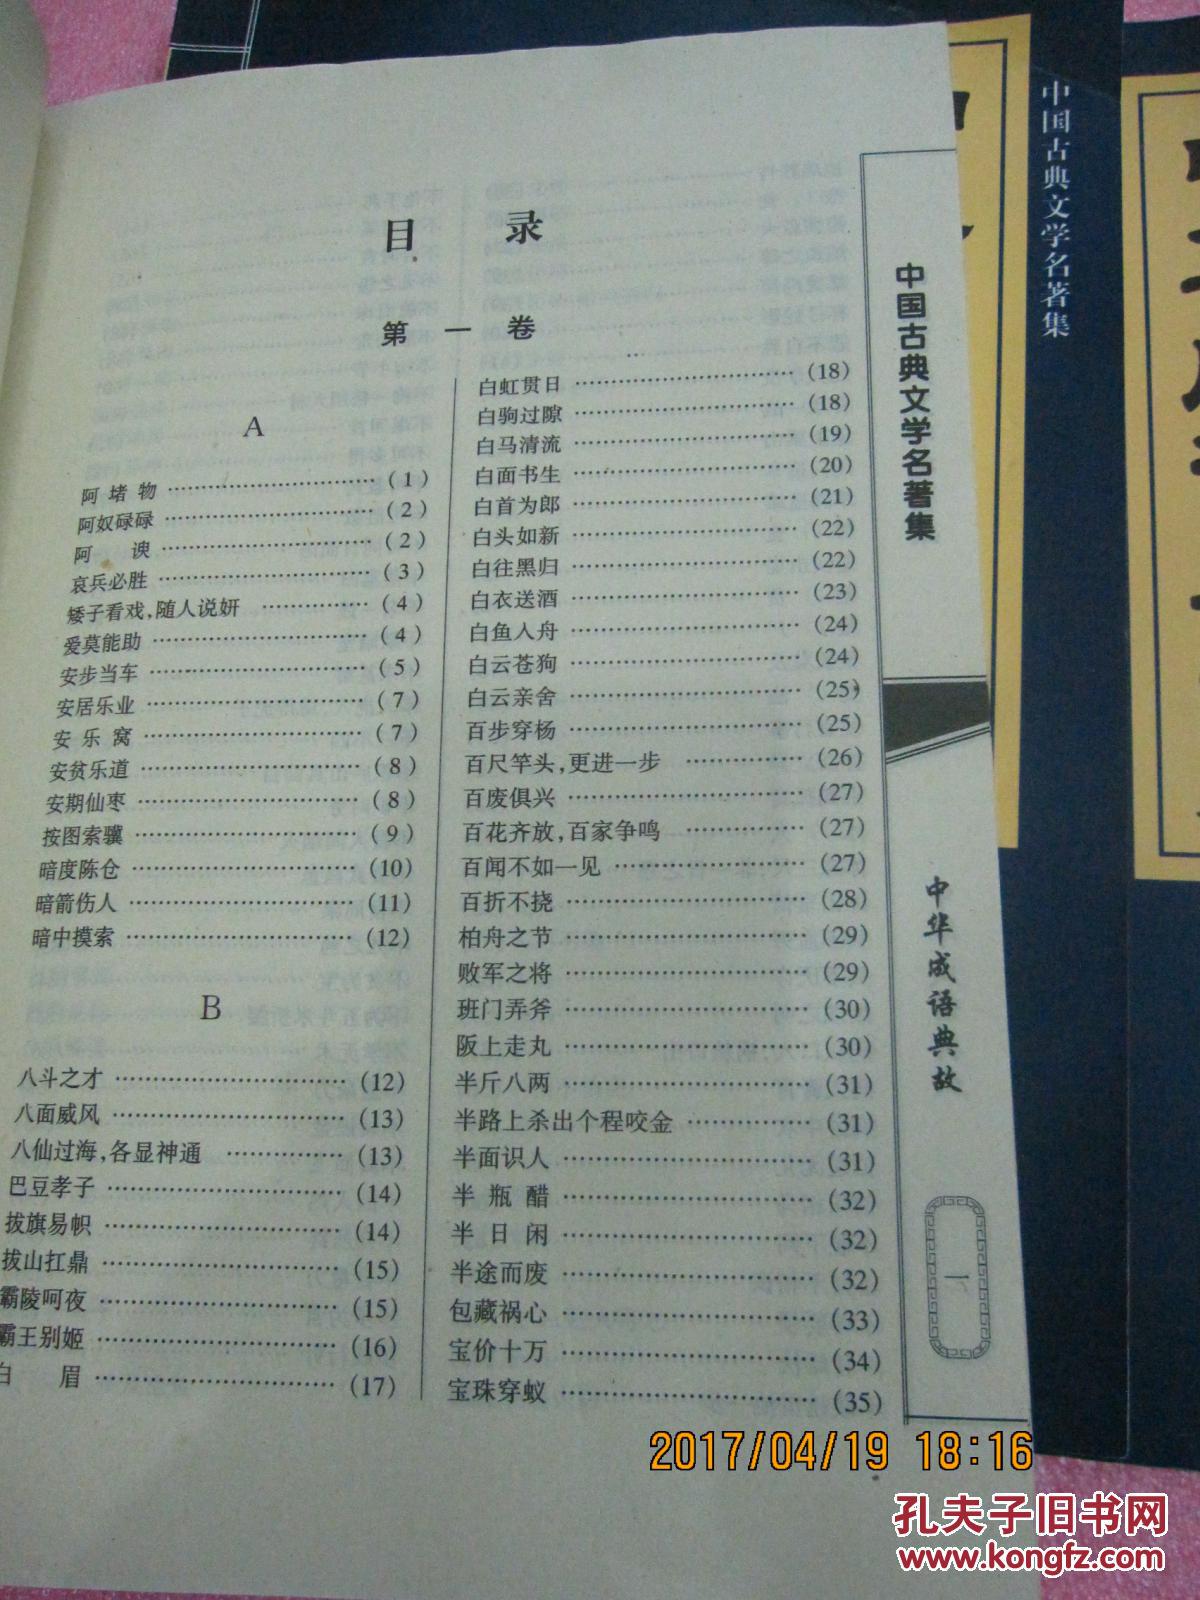 目 录
第 一 卷
A
阿 堵 物 ……………………… (1)
阿奴碌碌 ……………………… (2)
阿 谀 ……………………… (2)
哀兵必胜 ……………………… (3)
矮子看戏,随人说妍 ………… (4)
爱莫能助 ……………………… (4)
安步当车 ……………………… (5)
安居乐业 ……………………… (7)
安 乐 窝 ……………………… (7)
安贫乐道 ……………………… (8)
安期仙枣 ……………………… (8)
按图索骥 ……………………… (9)
暗度陈仓 ……………………… (10)
暗箭伤人 ……………………… (11)
暗中摸索 ……………………… (12)
B
八斗之才 ……………………… (12)
八面威风 ……………………… (13)
八仙过海,各显神通 ………… (13)
巴豆孝子 ……………………… (14)
拔旗易帜 ……………………… (14)
拔山扛鼎 ……………………… (15)
霸陵呵夜 ……………………… (15)
霸王别姬 ……………………… (16)
白 眉 ……………………… (17)
白虹贯日 ……………………… (18)
白驹过隙 ……………………… (18)
白马清流 ……………………… (19)
白面书生 ……………………… (20)
白首为郎 ……………………… (21)
白头如新 ……………………… (22)
白往黑归 ……………………… (22)
白衣送酒 ……………………… (23)
白鱼入舟 ……………………… (24)
白云苍狗 ……………………… (24)
白云亲舍 ……………………… (25)
百步穿杨 ……………………… (25)
百尺竿头,更进一步 ………… (26)
百废俱兴 ……………………… (27)
百花齐放,百家争鸣 ………… (27)
百闻不如一见 ………………… (27)
百折不挠 ……………………… (28)
柏舟之节 ……………………… (29)
败军之将 ……………………… (29)
班门弄斧 ……………………… (30)
阪上走丸 ……………………… (30)
半斤八两 ……………………… (31)
半路上杀出个程咬金 ………… (31)
半面识人 ……………………… (31)
半 瓶 醋 ……………………… (32)
半 日 闲 ……………………… (32)
半途而废 ……………………… (32)
包藏祸心 ……………………… (33)
宝价十万 ……………………… (34)
宝珠穿蚁 ……………………… (35)
中国古典文学名著集
中华成语典故
一
中国古典文学名著集
2017/04/19 18:16
孔夫子旧书网
www.kongfz.com